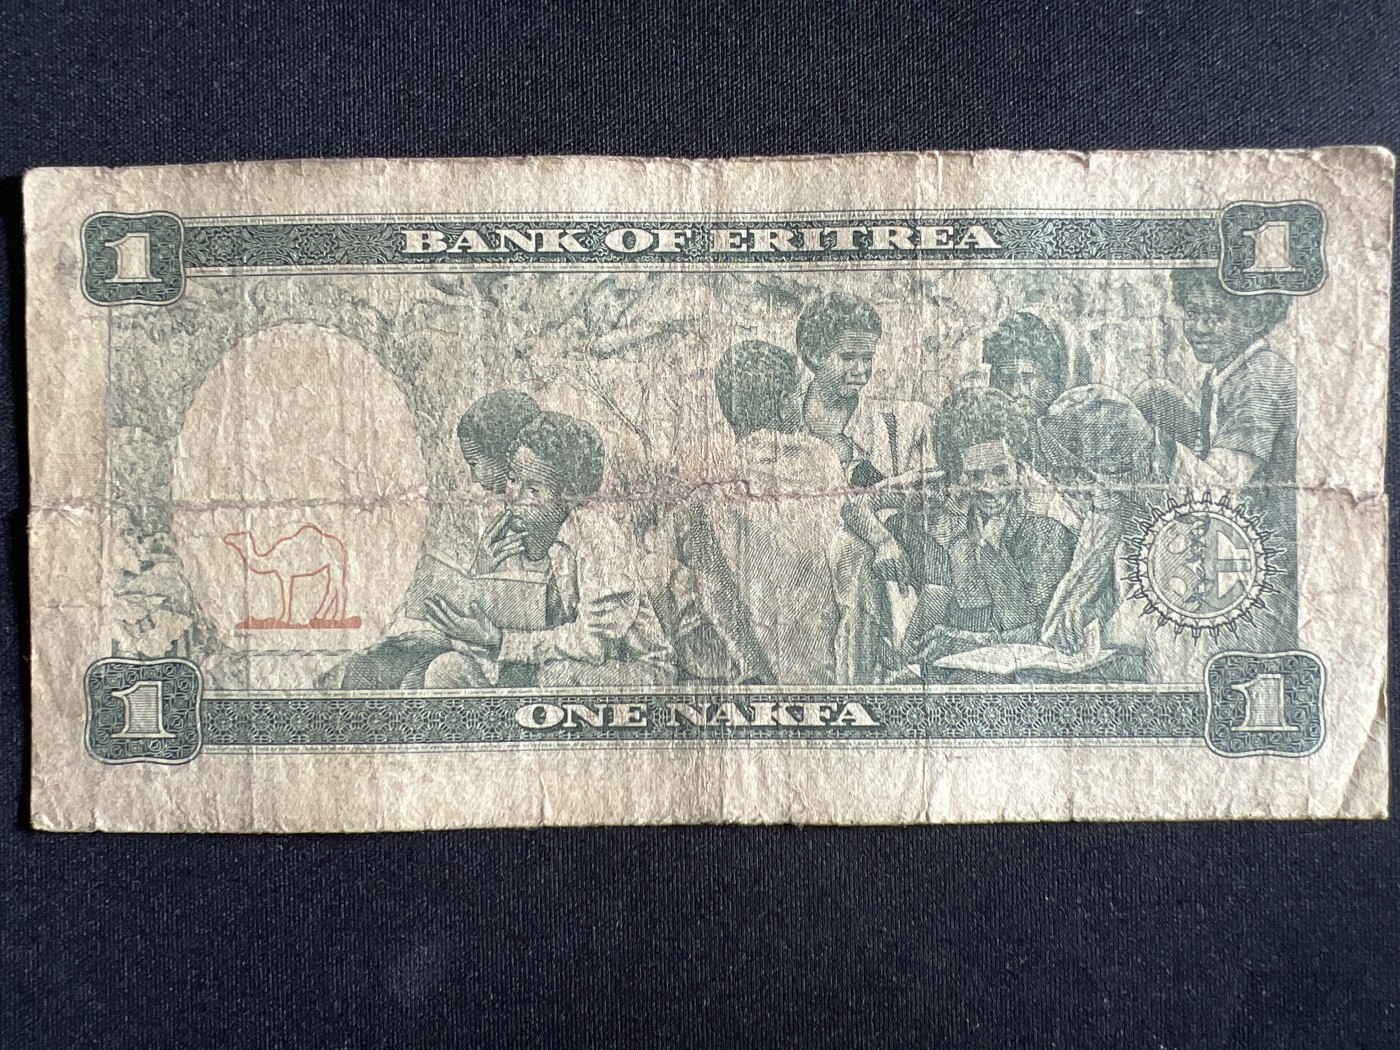 1 BANK OF ERITREA 1
1 ONE NAKFA 1